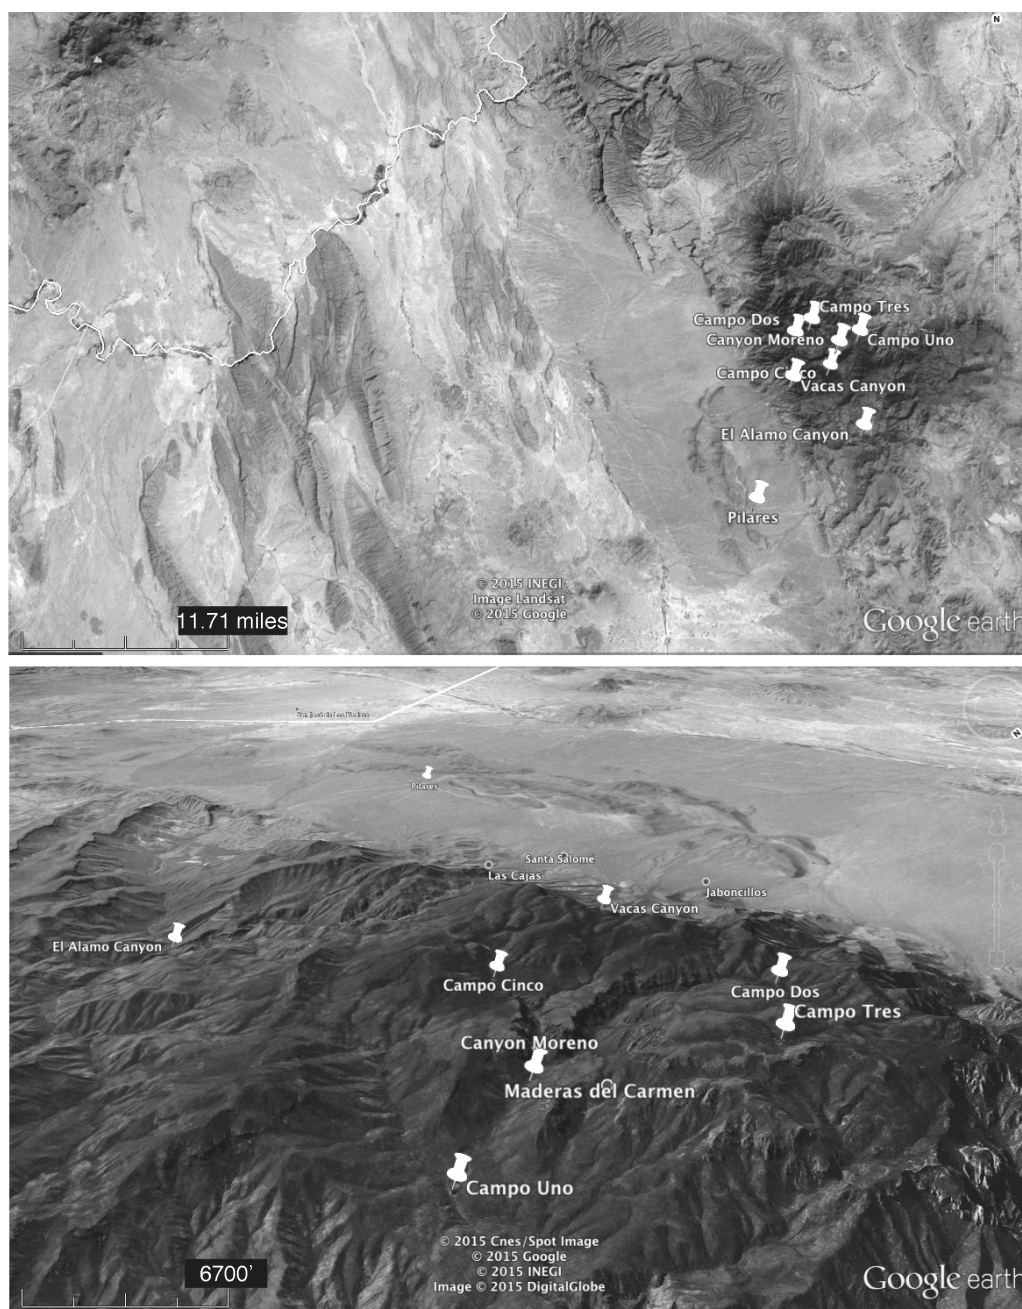 N
Campo Tres
Campo Dos
Canyon Moreno
Campo Uno
Campo Cinco
Vacas Canyon
El Alamo Canyon
Pilares
© 2015 INEGI
Image Landsat
© 2015 Google
11.71 miles
Google earth
N
Pilares
Santa Salome
Las Cajas
Jaboncillos
Vacas Canyon
El Alamo Canyon
Campo Cinco
Campo Dos
Campo Tres
Canyon Moreno
Maderas del Carmen
Campo Uno
© 2015 Cnes/Spot Image
© 2015 Google
© 2015 INEGI
Image © 2015 DigitalGlobe
6700'
Google earth